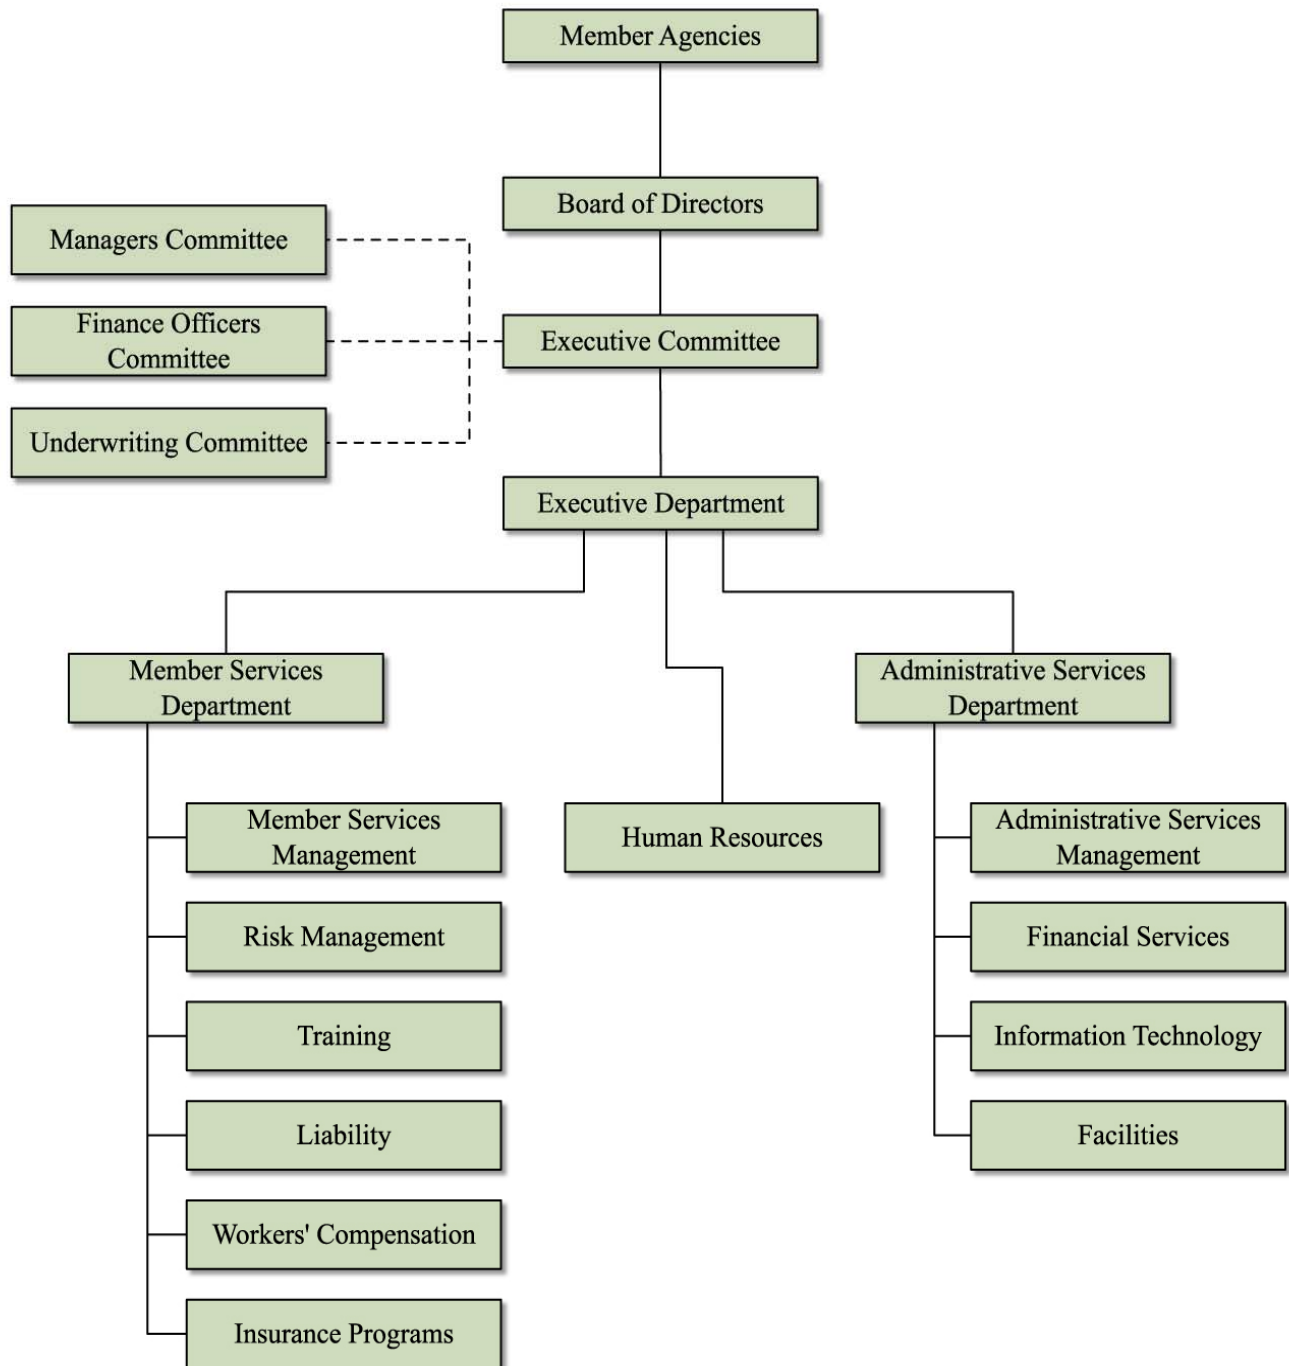 Member Agencies
Board of Directors
Managers Committee
Finance Officers
Committee
Executive Committee
Underwriting Committee
Executive Department
Member Services
Department
Administrative Services
Department
Member Services
Management
Human Resources
Administrative Services
Management
Risk Management
Financial Services
Training
Information Technology
Liability
Facilities
Workers' Compensation
Insurance Programs